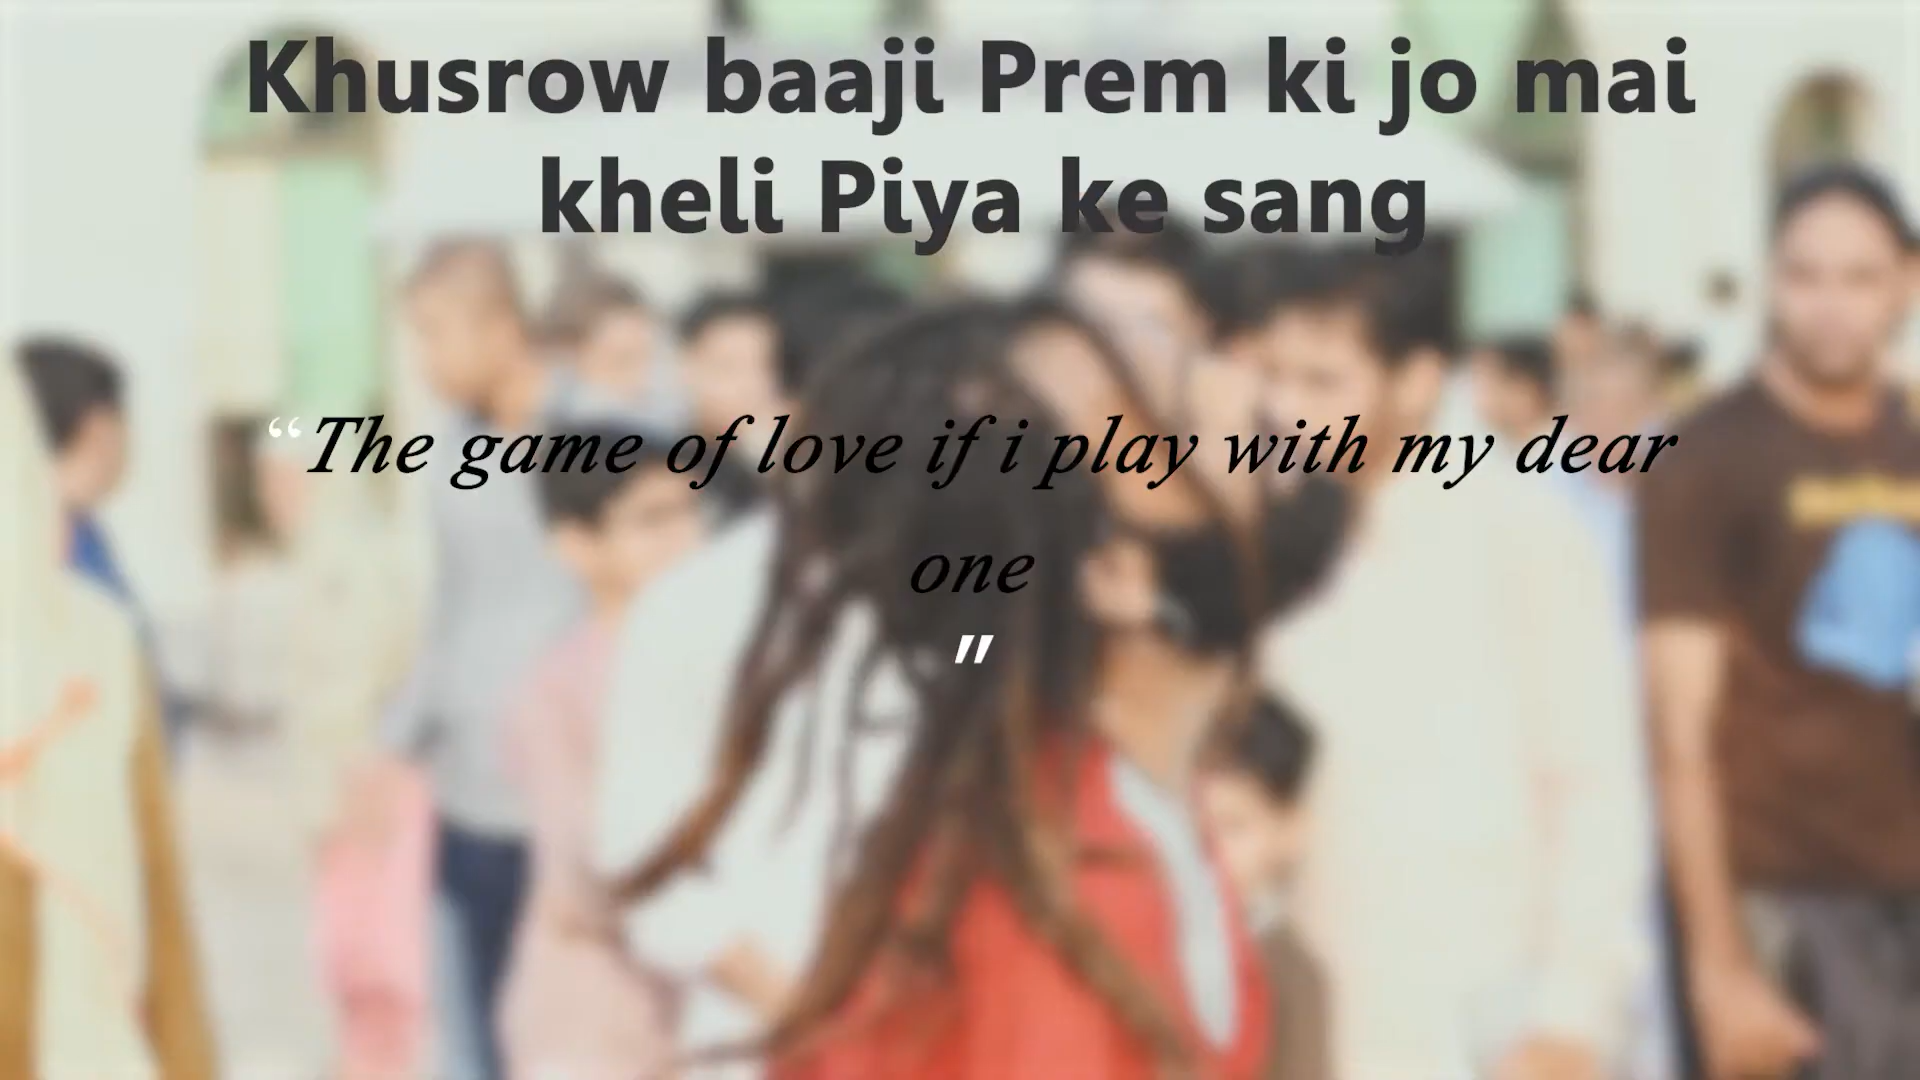 Khusrow baaji Prem ki jo mai
kheli Piya ke sang
“The game of love if i play with my dear
one
"